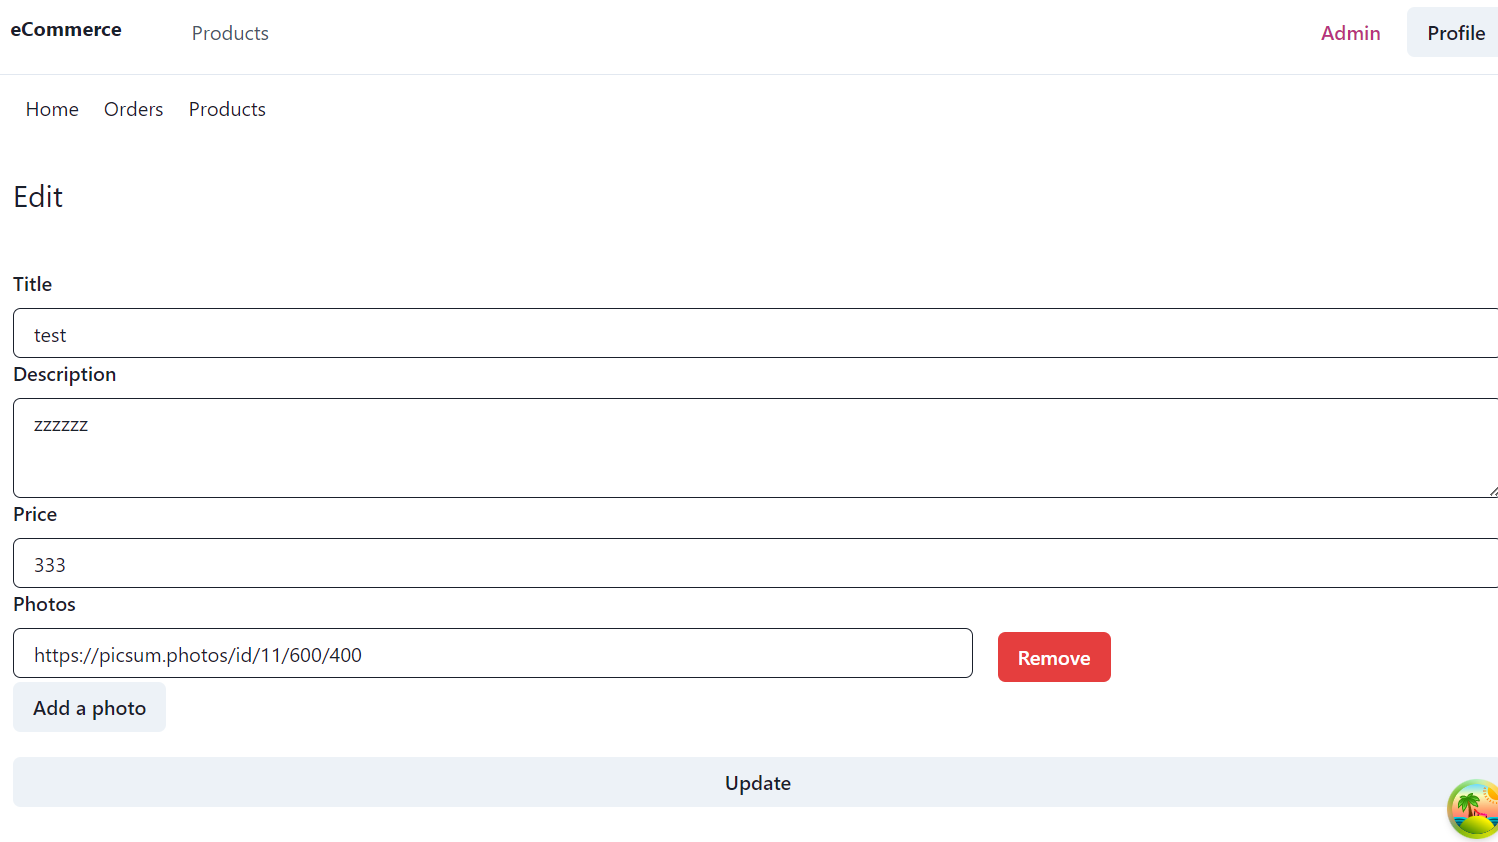 eCommerce Products Admin Profile
Home Orders Products
Edit
Title
test
Description
zzzzzz
Price
333
Photos
https://picsum.photos/id/11/600/400 Remove
Add a photo
Update